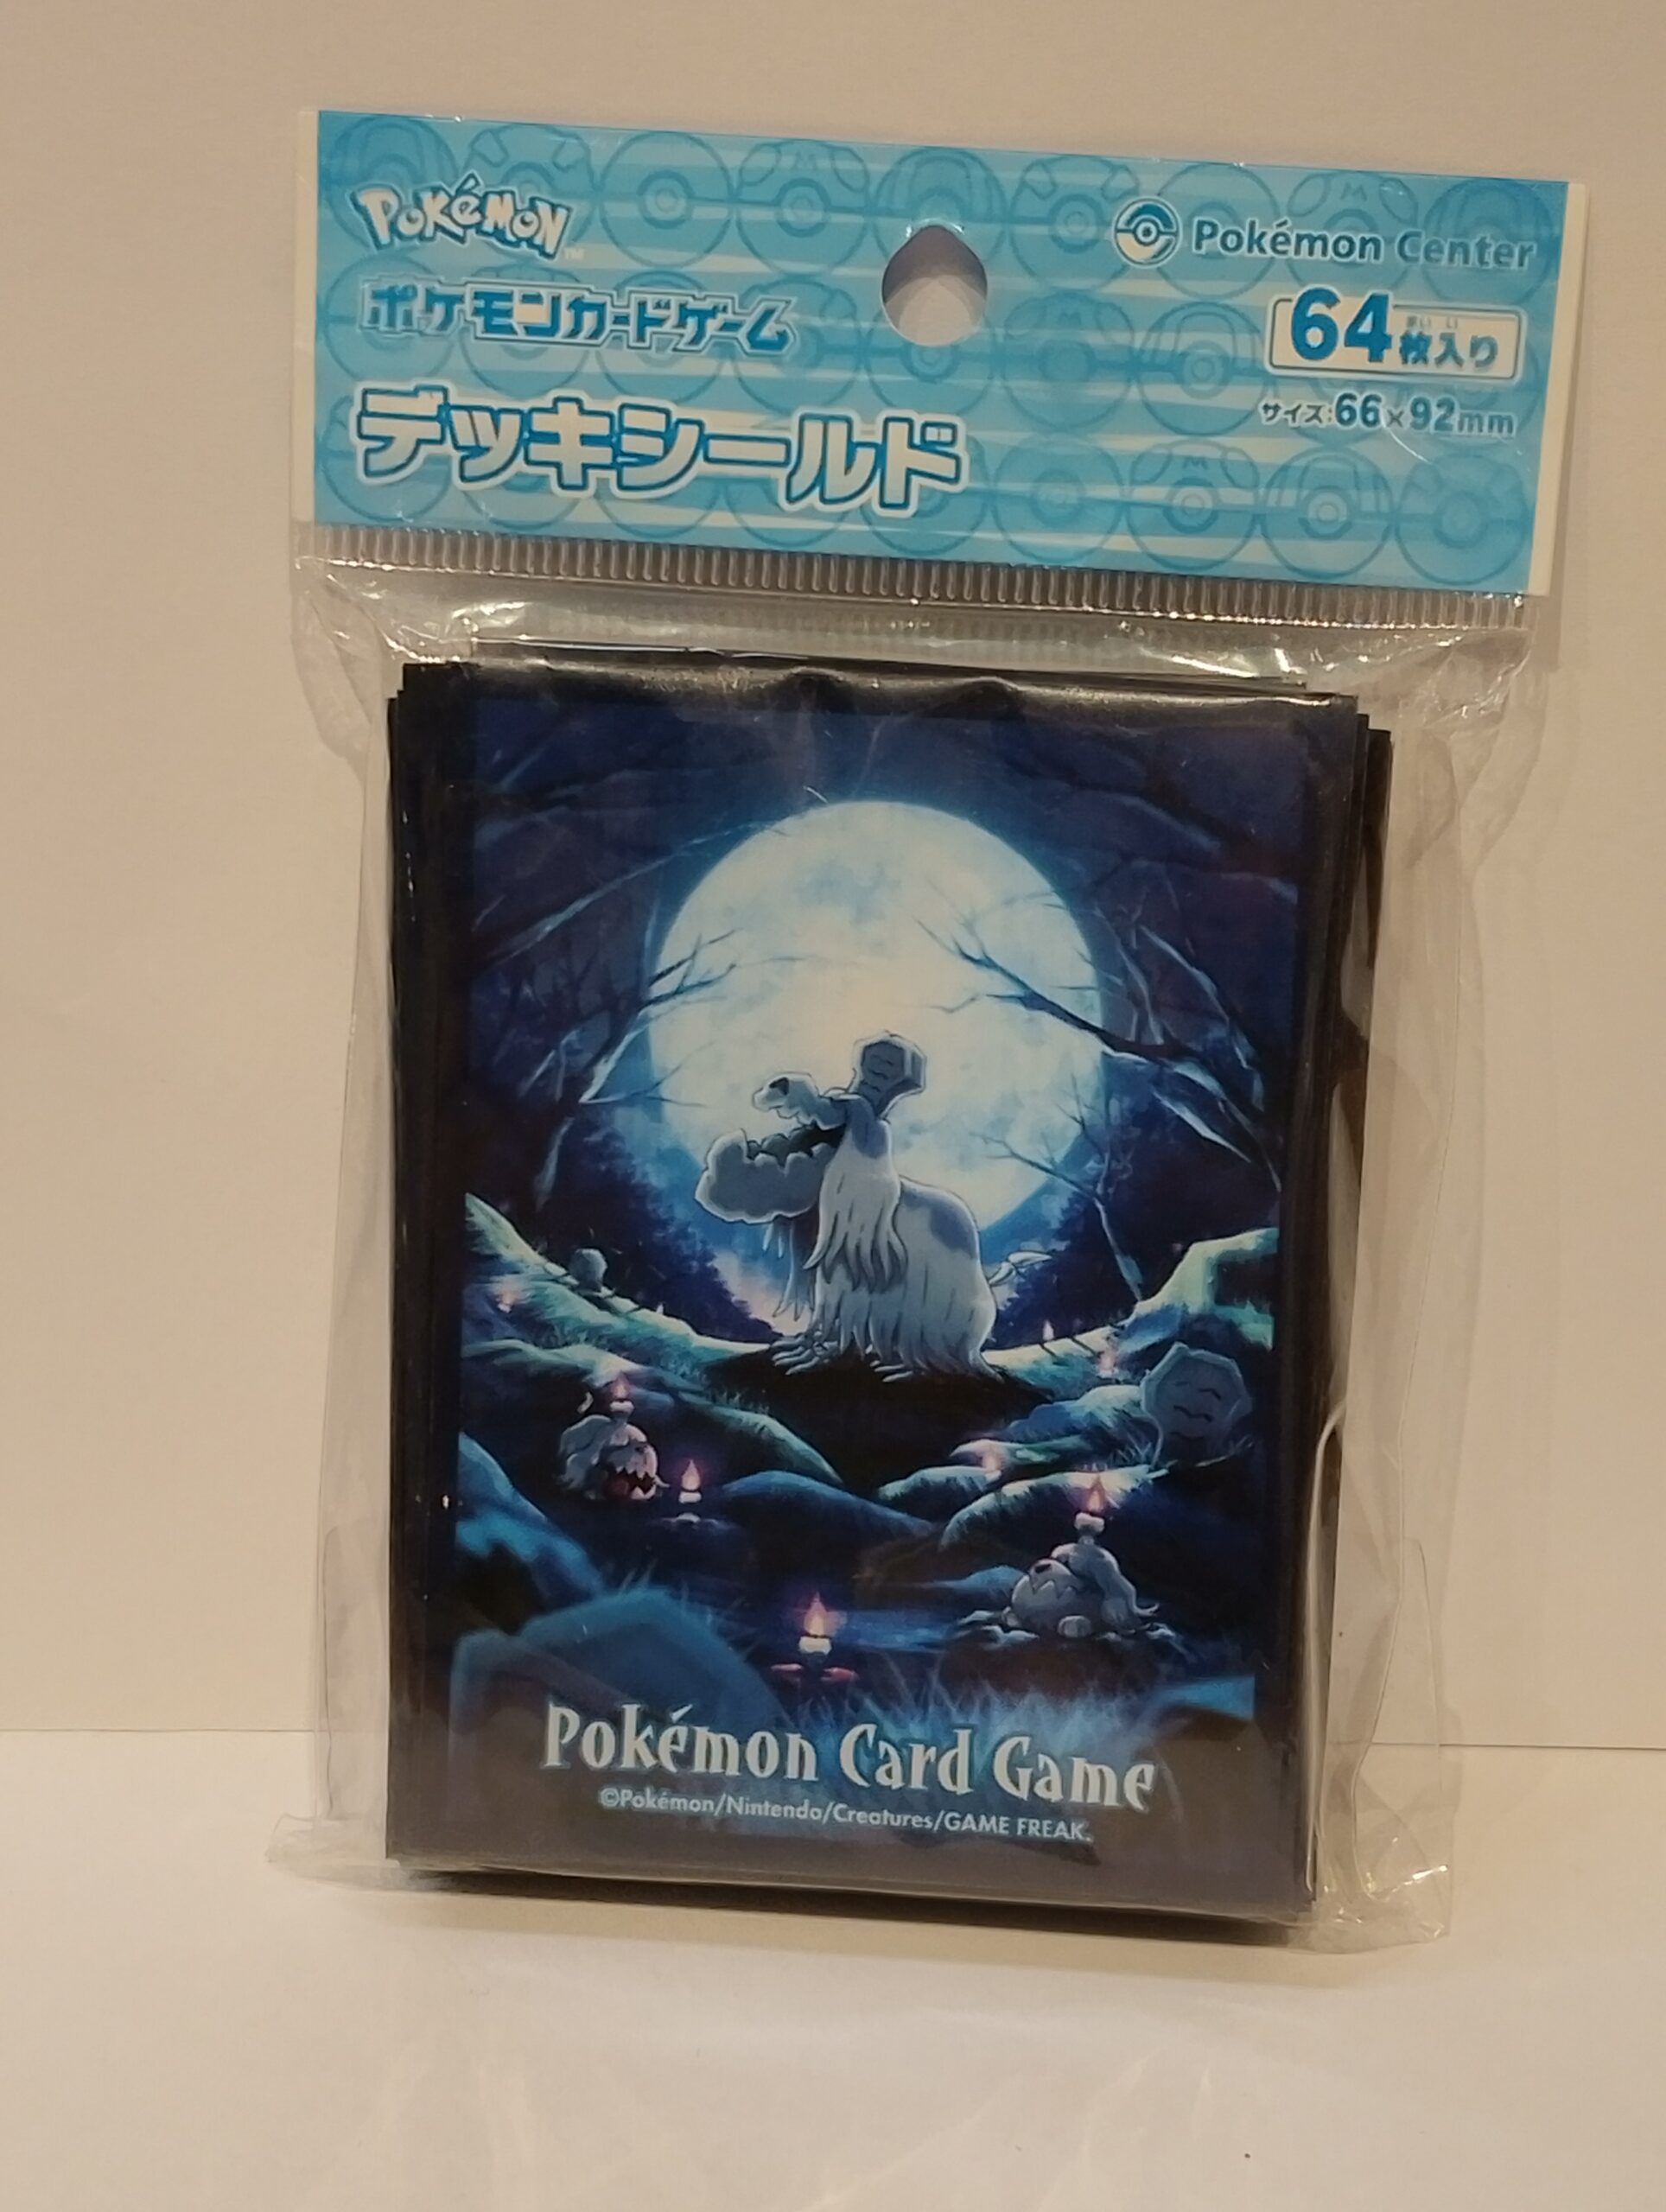 Pokémon™
ポケモンカードゲーム
デッキシールド
Pokémon Center
64枚入り
サイズ:66×92mm
Pokémon Card Game
©Pokémon/Nintendo/Creatures/GAME FREAK.